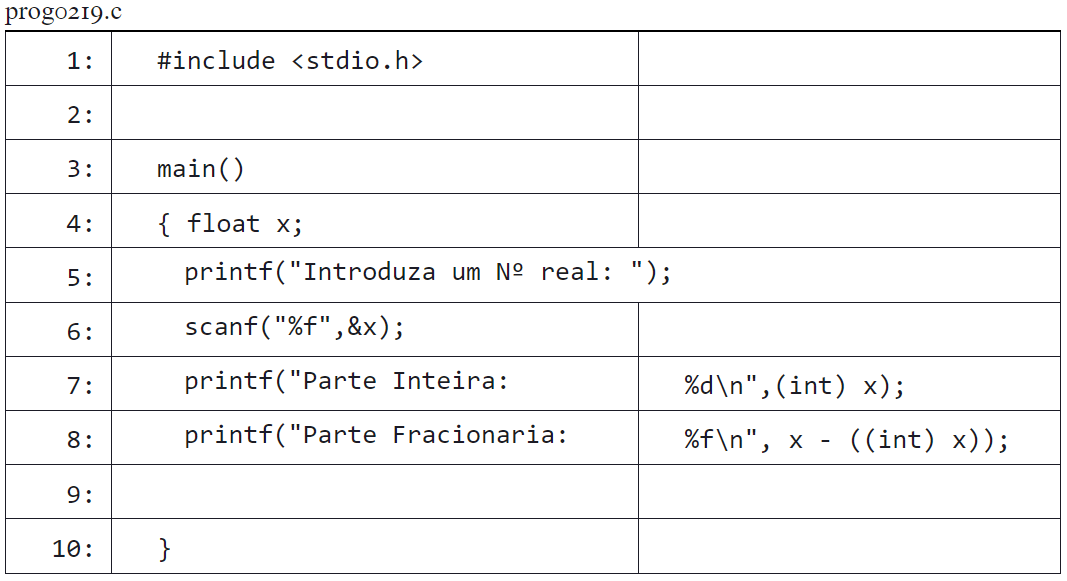 prog0219.c
1: #include <stdio.h>
2:
3: main()
4: { float x;
5: printf("Introduza um Nº real: ");
6: scanf("%f",&x);
7: printf("Parte Inteira: %d\n",(int) x);
8: printf("Parte Fracionaria: %f\n", x - ((int) x));
9:
10: }